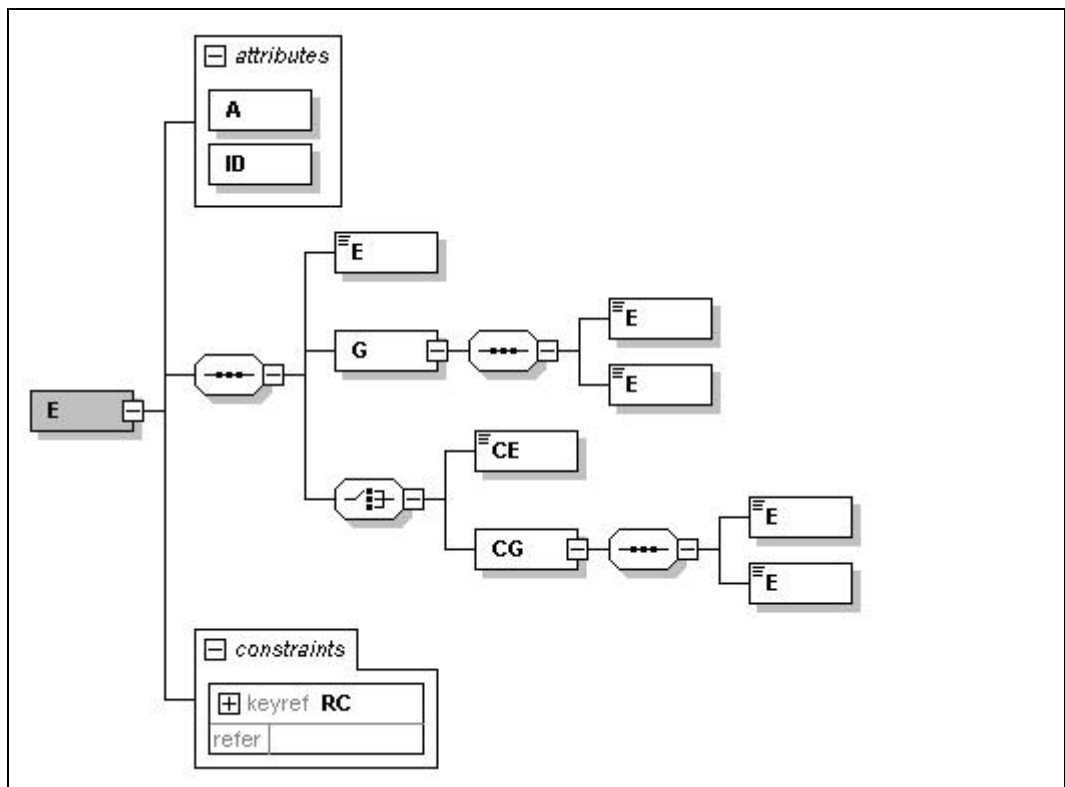 attributes
A
ID
E
G
E
E
E
CE
CG
E
E
constraints
keyref RC
refer